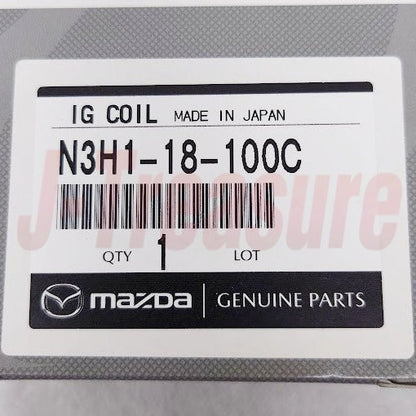 IG COIL MADE IN JAPAN
N3H1-18-100C
J-Treasure
QTY 1 LOT
mazda GENUINE PARTS